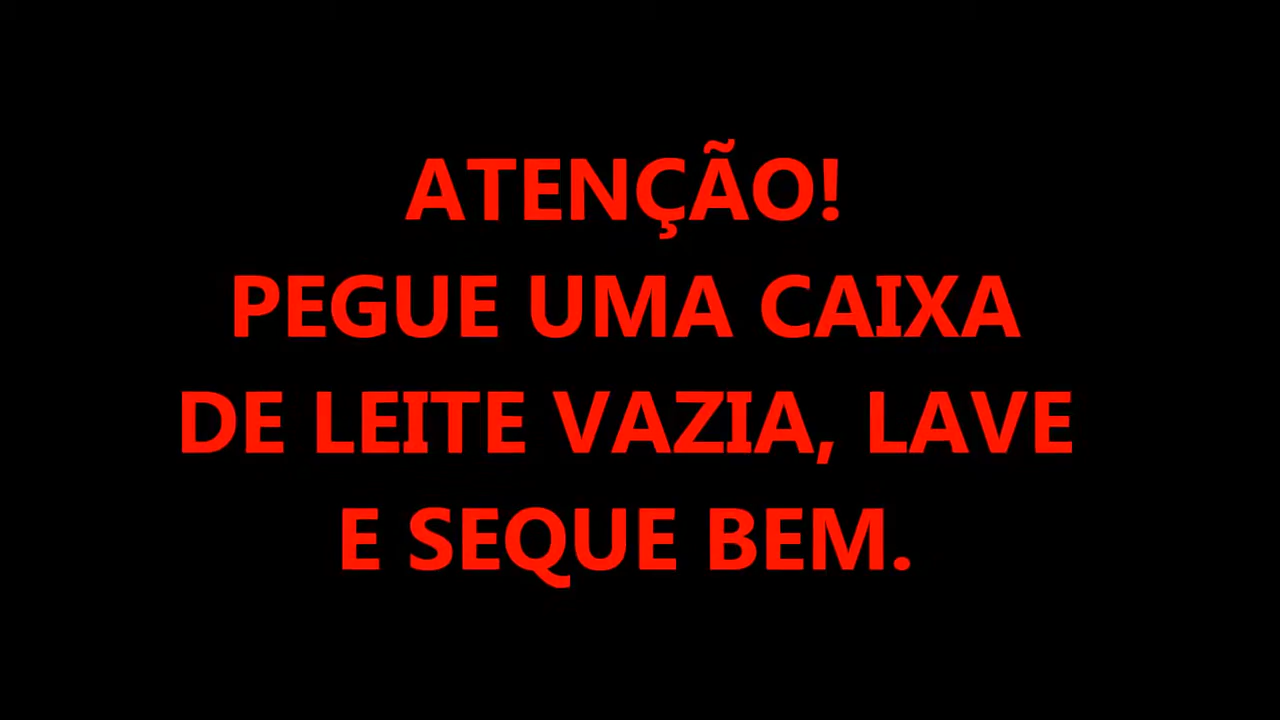 ATENÇÃO!
PEGUE UMA CAIXA
DE LEITE VAZIA, LAVE
E SEQUE BEM.